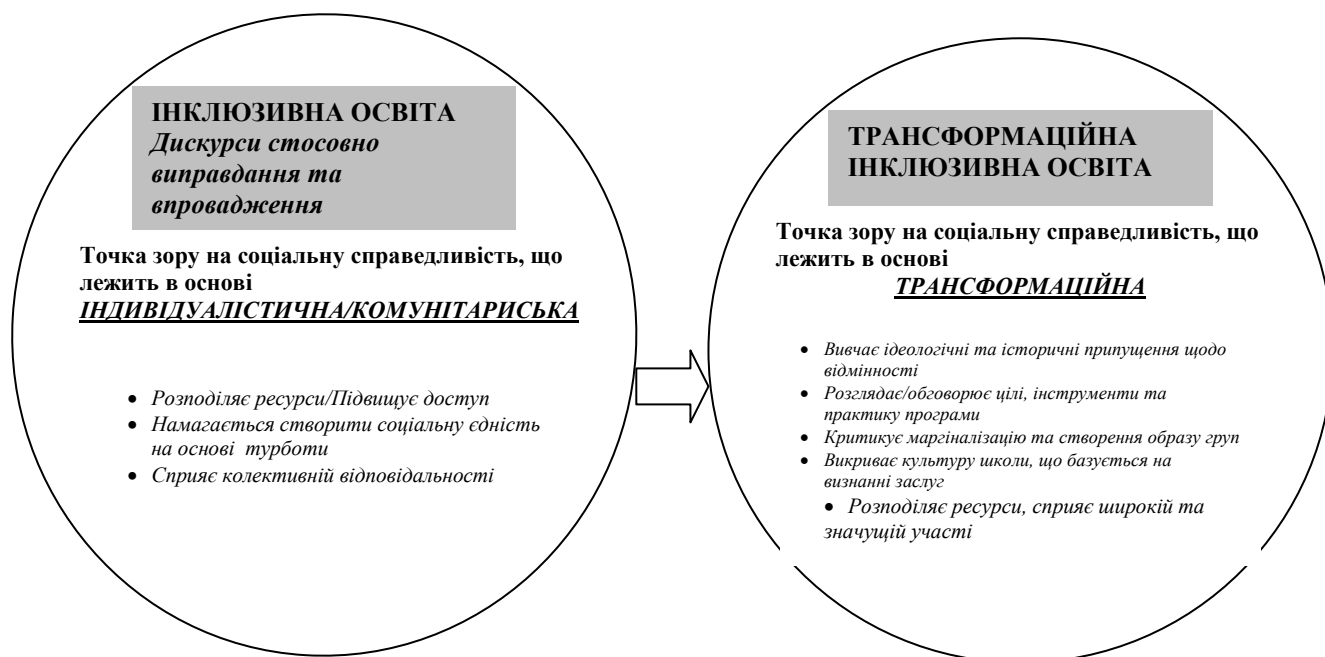 ІНКЛЮЗИВНА ОСВІТА
Дискурси стосовно
виправдання та
впровадження
Точка зору на соціальну справедливість, що
лежить в основі
ІНДИВІДУАЛІСТИЧНА/КОМУНІТАРИСЬКА
• Розподіляє ресурси/Підвищує доступ
• Намагається створити соціальну єдність
на основі турботи
• Сприяє колективній відповідальності
ТРАНСФОРМАЦІЙНА
ІНКЛЮЗИВНА ОСВІТА
Точка зору на соціальну справедливість, що
лежить в основі
ТРАНСФОРМАЦІЙНА
• Вивчає ідеологічні та історичні припущення щодо
відмінності
• Розглядає/обговорює цілі, інструменти та
практику програми
• Критикує маргіналізацію та створення образу груп
• Викриває культуру школи, що базується на
визнанні заслуг
• Розподіляє ресурси, сприяє широкій та
значущій участі